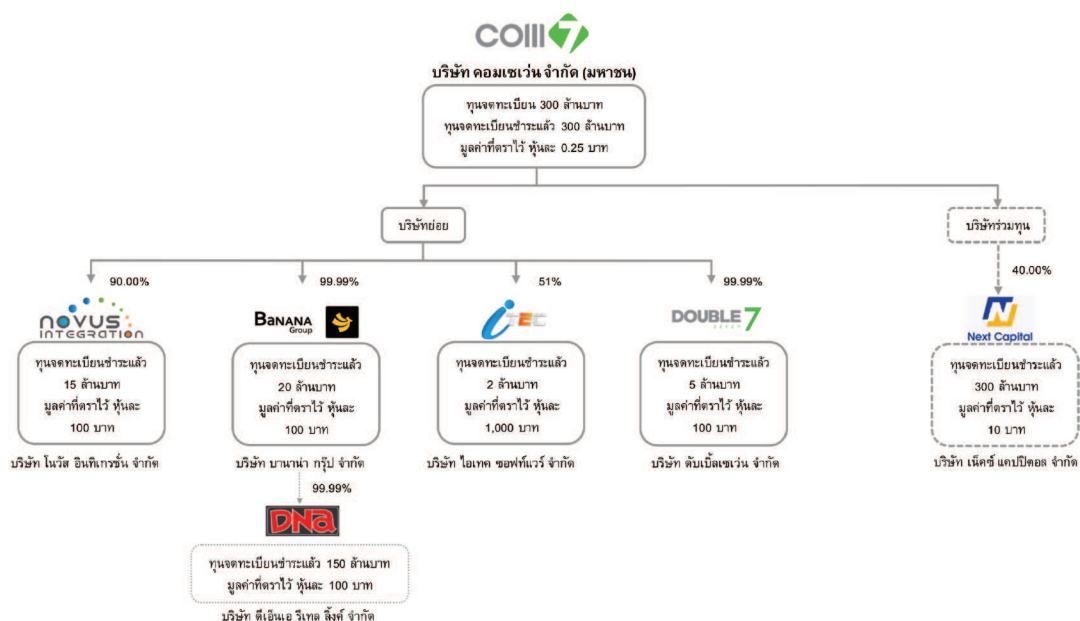 COM7
บริษัท คอมเซเว่น จำกัด (มหาชน)
ทุนจดทะเบียน 300 ล้านบาท
ทุนจดทะเบียนชำระแล้ว 300 ล้านบาท
มูลค่าที่ตราไว้ หุ้นละ 0.25 บาท
บริษัทย่อย
บริษัทร่วมทุน
90.00%
99.99%
51%
99.99%
40.00%
novus
INTEGRATION
ทุนจดทะเบียนชำระแล้ว
15 ล้านบาท
มูลค่าที่ตราไว้ หุ้นละ
100 บาท
บริษัท โนวัส อินทิเกรชั่น จำกัด
BANANA
Group
ทุนจดทะเบียนชำระแล้ว
20 ล้านบาท
มูลค่าที่ตราไว้ หุ้นละ
100 บาท
บริษัท บานาน่า กรุ๊ป จำกัด
iTEC
ทุนจดทะเบียนชำระแล้ว
2 ล้านบาท
มูลค่าที่ตราไว้ หุ้นละ
1,000 บาท
บริษัท ไอเทค ซอฟท์แวร์ จำกัด
DOUBLE 7
SEVEN
ทุนจดทะเบียนชำระแล้ว
5 ล้านบาท
มูลค่าที่ตราไว้ หุ้นละ
100 บาท
บริษัท ดับเบิ้ลเซเว่น จำกัด
Next Capital
ทุนจดทะเบียนชำระแล้ว
300 ล้านบาท
มูลค่าที่ตราไว้ หุ้นละ
10 บาท
บริษัท เน็คซ์ แคปปิตอล จำกัด
99.99%
DNa
ทุนจดทะเบียนชำระแล้ว 150 ล้านบาท
มูลค่าที่ตราไว้ หุ้นละ 100 บาท
บริษัท ดีเอ็นเอ รีเทล ลิ้งค์ จำกัด